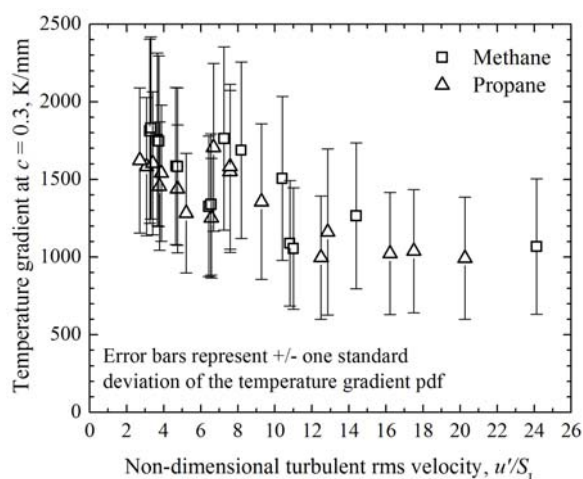 2500
2000
1500
1000
500
0
Temperature gradient at c = 0.3, K/mm
Methane
Propane
Error bars represent +/- one standard
deviation of the temperature gradient pdf
0 2 4 6 8 10 12 14 16 18 20 22 24 26
Non-dimensional turbulent rms velocity, u'/S_L